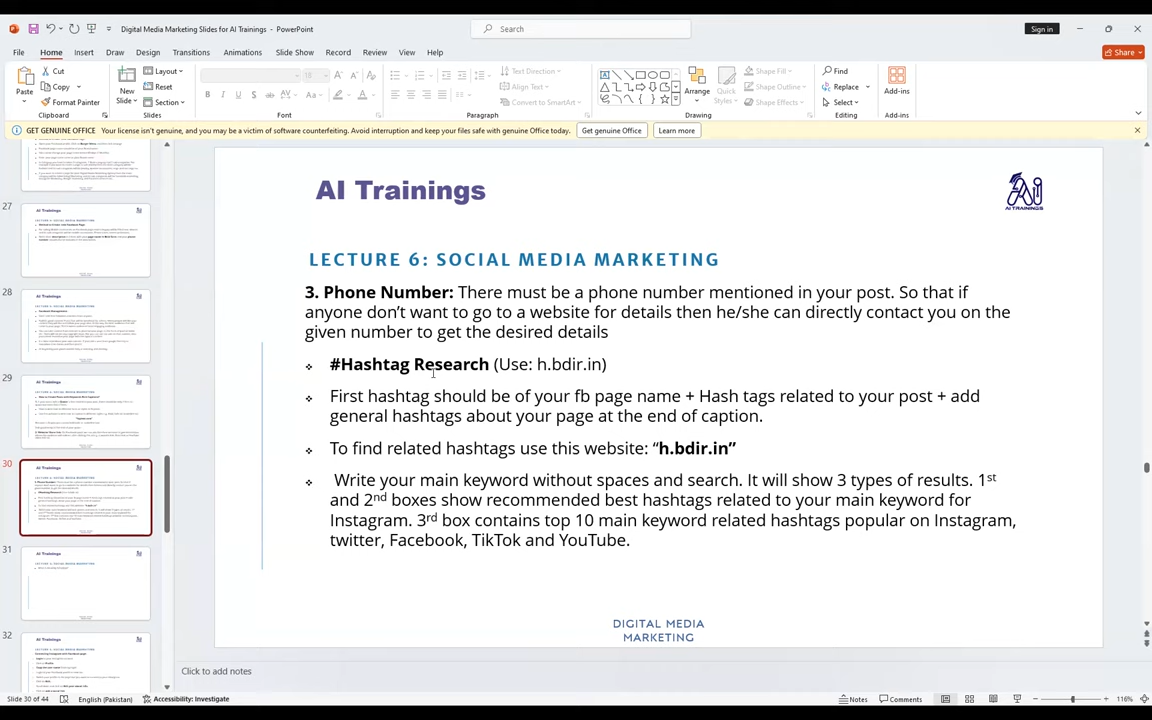 Digital Media Marketing Slides for AI Trainings - PowerPoint
Search
Sign in
File Home Insert Draw Design Transitions Animations Slide Show Record Review View Help
Share
Paste
Cut
Copy
Format Painter
Clipboard
New Slide
Layout
Reset
Section
Slides
18
Font
Text Direction
Align Text
Convert to SmartArt
Paragraph
Arrange
Quick Styles
Shape Fill
Shape Outline
Shape Effects
Drawing
Find
Replace
Select
Editing
Add-ins
Add-ins
GET GENUINE OFFICE Your license isn't genuine, and you may be a victim of software counterfeiting. Avoid interruption and keep your files safe with genuine Office today. Get genuine Office Learn more
27
28
29
30
31
32
AI Trainings
AI TRAININGS
LECTURE 6: SOCIAL MEDIA MARKETING
3. Phone Number: There must be a phone number mentioned in your post. So that if
anyone don't want to go to website for details then he/she can directly contact you on the
given number to get the desired details
❖ #Hashtag Research (Use: h.bdir.in)
❖ First hashtag should be of your fb page name + Hash tags related to your post + add
general hashtags about your page at the end of caption.
❖ To find related hashtags use this website: “h.bdir.in”
❖ Write your main keyword without spaces and search. It will show 3 types of results. 1st
and 2nd boxes show recommended best hashtags related to your main keyword for
Instagram. 3rd box contains top 10 main keyword related hashtags popular on Instagram,
twitter, Facebook, TikTok and YouTube.
DIGITAL MEDIA
MARKETING
Click to add notes
Slide 30 of 44 English (Pakistan) Accessibility: Investigate Notes Comments 116%